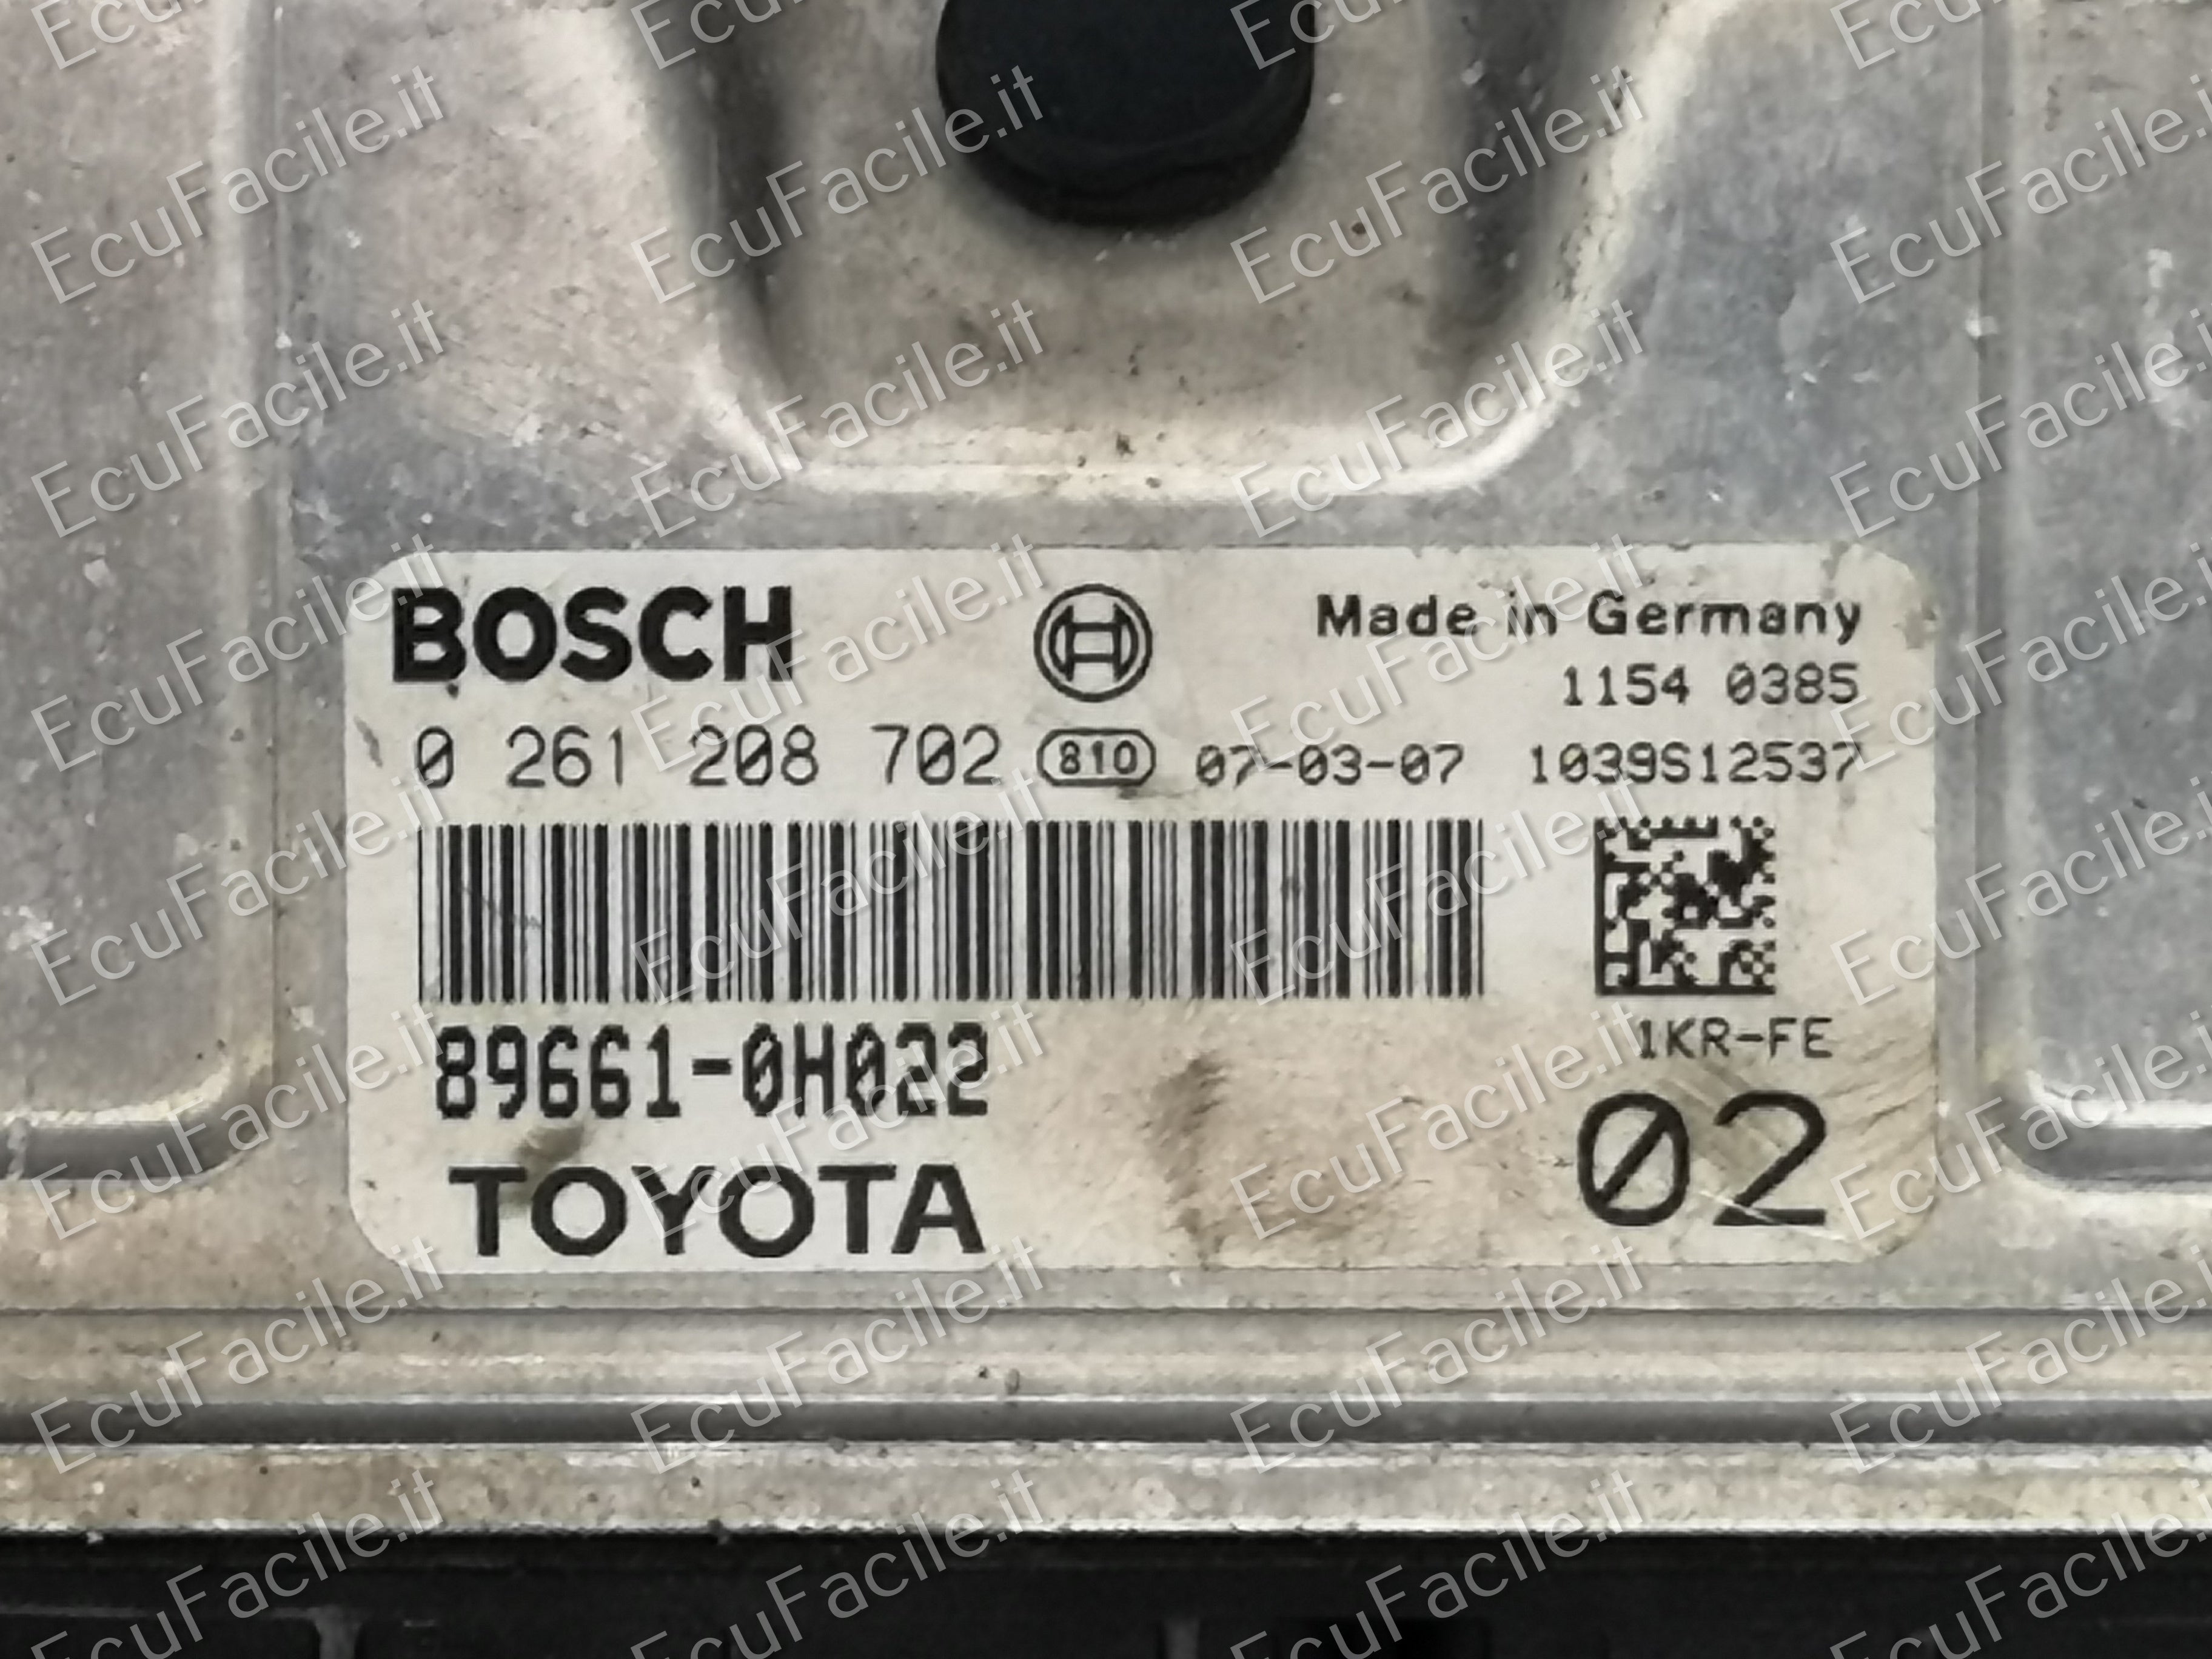 BOSCH
Made in Germany
1154 0385
0 261 208 702 810 07-03-07 1039S12537
89661-0H022
1KR-FE
TOYOTA
02
EcuFacile.it